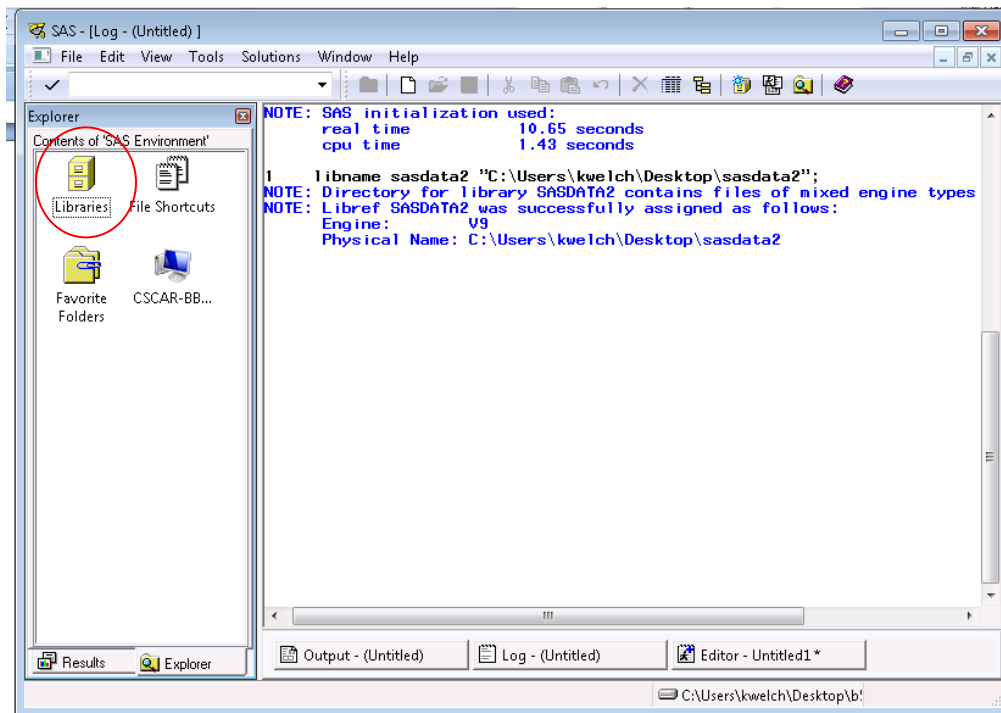 SAS - [Log - (Untitled) ]
File Edit View Tools Solutions Window Help
Explorer
Contents of 'SAS Environment'
Libraries
File Shortcuts
Favorite Folders
CSCAR-BB...
NOTE: SAS initialization used:
real time 10.65 seconds
cpu time 1.43 seconds
1 libname sasdata2 "C:\Users\kwelch\Desktop\sasdata2";
NOTE: Directory for library SASDATA2 contains files of mixed engine types
NOTE: Libref SASDATA2 was successfully assigned as follows:
Engine: V9
Physical Name: C:\Users\kwelch\Desktop\sasdata2
Results
Explorer
Output - (Untitled)
Log - (Untitled)
Editor - Untitled1 *
C:\Users\kwelch\Desktop\b